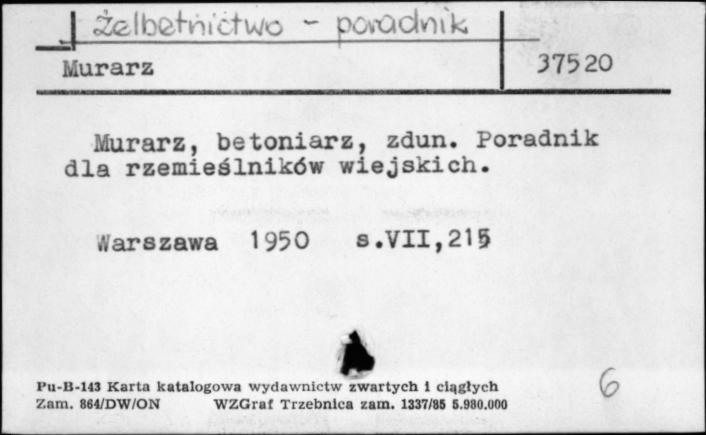 żelbetnictwo - poradnik
Murarz 37520
Murarz, betoniarz, zdun. Poradnik
dla rzemieślników wiejskich.
Warszawa 1950 s.VII,215
Pu-B-143 Karta katalogowa wydawnictw zwartych i ciągłych
Zam. 864/DW/ON WZGraf Trzebnica zam. 1337/85 5.980.000
6